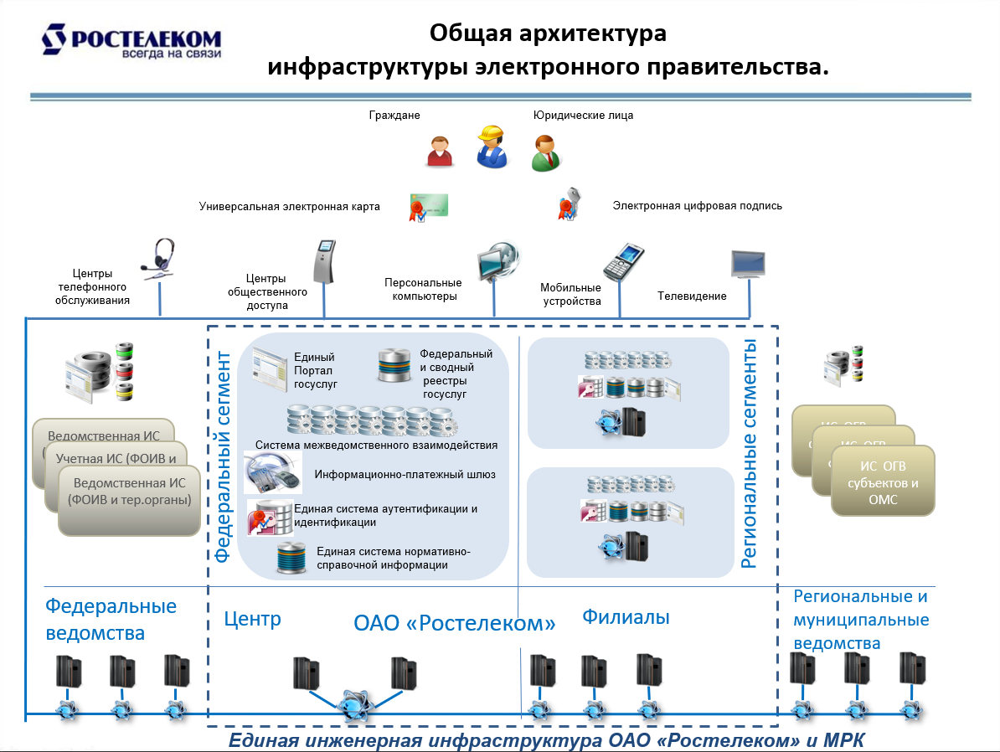 РОСТЕЛЕКОМ
всегда на связи
Общая архитектура
инфраструктуры электронного правительства.
Граждане
Юридические лица
Универсальная электронная карта
Электронная цифровая подпись
Центры
телефонного
обслуживания
Центры
общественного
доступа
Персональные
компьютеры
Мобильные
устройства
Телевидение
Федеральный сегмент
Единый
Портал
госуслуг
Федеральный
и сводный
реестры
госуслуг
Система межведомственного взаимодействия
Информационно-платежный шлюз
Единая система аутентификации и
идентификации
Единая система нормативно-
справочной информации
Региональные сегменты
Ведомственная ИС
Учетная ИС (ФОИВ и
Ведомственная ИС
(ФОИВ и тер.органы)
ИС ОГВ
ИС ОГВ
ИС ОГВ
субъектов и
ОМС
Федеральные
ведомства
Центр
ОАО «Ростелеком»
Филиалы
Региональные и
муниципальные
ведомства
Единая инженерная инфраструктура ОАО «Ростелеком» и МРК